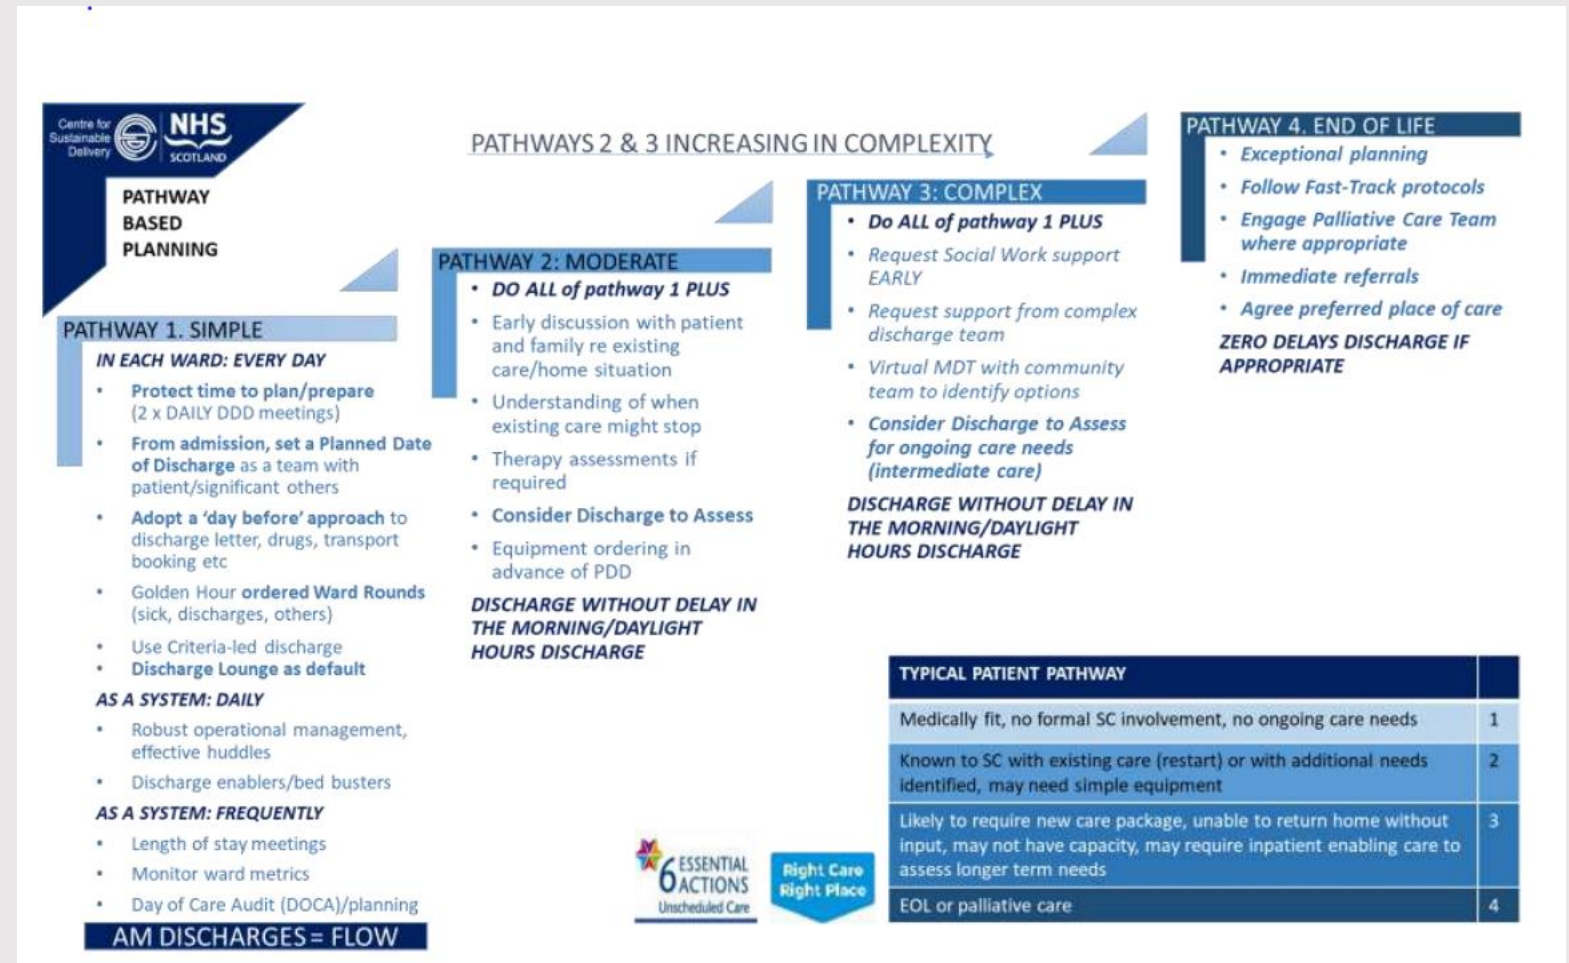 Centre for
Sustainable
Delivery
NHS
SCOTLAND
PATHWAY
BASED
PLANNING
PATHWAYS 2 & 3 INCREASING IN COMPLEXITY
PATHWAY 1. SIMPLE
IN EACH WARD: EVERY DAY
• Protect time to plan/prepare
(2 x DAILY DDD meetings)
• From admission, set a Planned Date
of Discharge as a team with
patient/significant others
• Adopt a ‘day before’ approach to
discharge letter, drugs, transport
booking etc
• Golden Hour ordered Ward Rounds
(sick, discharges, others)
• Use Criteria-led discharge
• Discharge Lounge as default
AS A SYSTEM: DAILY
• Robust operational management,
effective huddles
• Discharge enablers/bed busters
AS A SYSTEM: FREQUENTLY
• Length of stay meetings
• Monitor ward metrics
• Day of Care Audit (DOCA)/planning
AM DISCHARGES = FLOW
PATHWAY 2: MODERATE
• DO ALL of pathway 1 PLUS
• Early discussion with patient
and family re existing
care/home situation
• Understanding of when
existing care might stop
• Therapy assessments if
required
• Consider Discharge to Assess
• Equipment ordering in
advance of PDD
DISCHARGE WITHOUT DELAY IN
THE MORNING/DAYLIGHT
HOURS DISCHARGE
PATHWAY 3: COMPLEX
• Do ALL of pathway 1 PLUS
• Request Social Work support
EARLY
• Request support from complex
discharge team
• Virtual MDT with community
team to identify options
• Consider Discharge to Assess
for ongoing care needs
(intermediate care)
DISCHARGE WITHOUT DELAY IN
THE MORNING/DAYLIGHT
HOURS DISCHARGE
PATHWAY 4. END OF LIFE
• Exceptional planning
• Follow Fast-Track protocols
• Engage Palliative Care Team
where appropriate
• Immediate referrals
• Agree preferred place of care
ZERO DELAYS DISCHARGE IF
APPROPRIATE
6 ESSENTIAL
ACTIONS
Unscheduled Care
Right Care
Right Place
TYPICAL PATIENT PATHWAY
Medically fit, no formal SC involvement, no ongoing care needs 1
Known to SC with existing care (restart) or with additional needs 2
identified, may need simple equipment
Likely to require new care package, unable to return home without 3
input, may not have capacity, may require inpatient enabling care to
assess longer term needs
EOL or palliative care 4